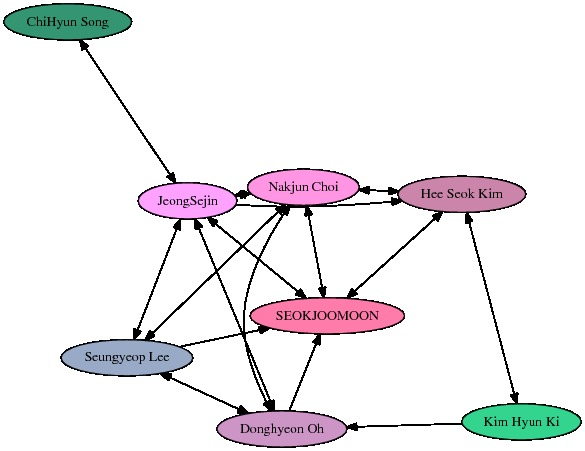 ChiHyun Song
Nakjun Choi
Hee Seok Kim
JeongSejin
SEOKJOOMOON
Seungyeop Lee
Kim Hyun Ki
Donghyeon Oh